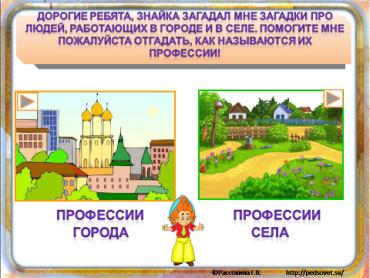 ДОРОГИЕ РЕБЯТА, ЗНАЙКА ЗАГАДАЛ МНЕ ЗАГАДКИ ПРО
ЛЮДЕЙ, РАБОТАЮЩИХ В ГОРОДЕ И В СЕЛЕ. ПОМОГИТЕ МНЕ
ПОЖАЛУЙСТА ОТГАДАТЬ, КАК НАЗЫВАЮТСЯ ИХ
ПРОФЕССИИ!
ПРОФЕССИИ
ГОРОДА
ПРОФЕССИИ
СЕЛА
©Рассохина Г.В. http://pedsovet.su/